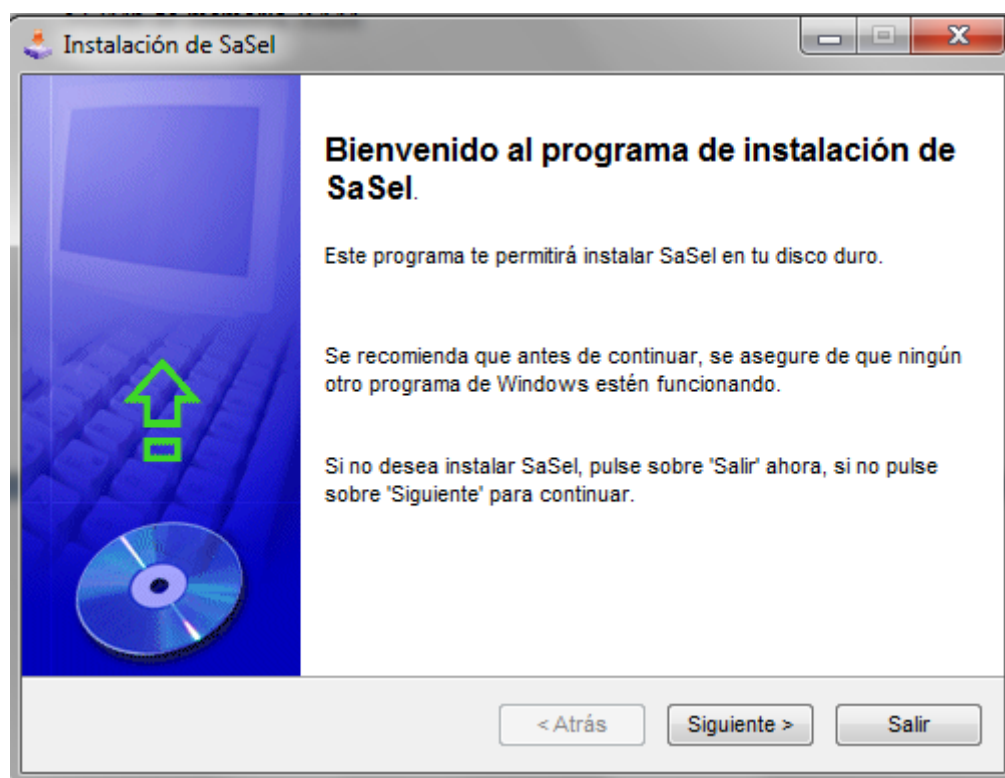 Instalación de SaSel
Bienvenido al programa de instalación de
SaSel.
Este programa te permitirá instalar SaSel en tu disco duro.
Se recomienda que antes de continuar, se asegure de que ningún
otro programa de Windows estén funcionando.
Si no desea instalar SaSel, pulse sobre 'Salir' ahora, si no pulse
sobre 'Siguiente' para continuar.
< Atrás
Siguiente >
Salir